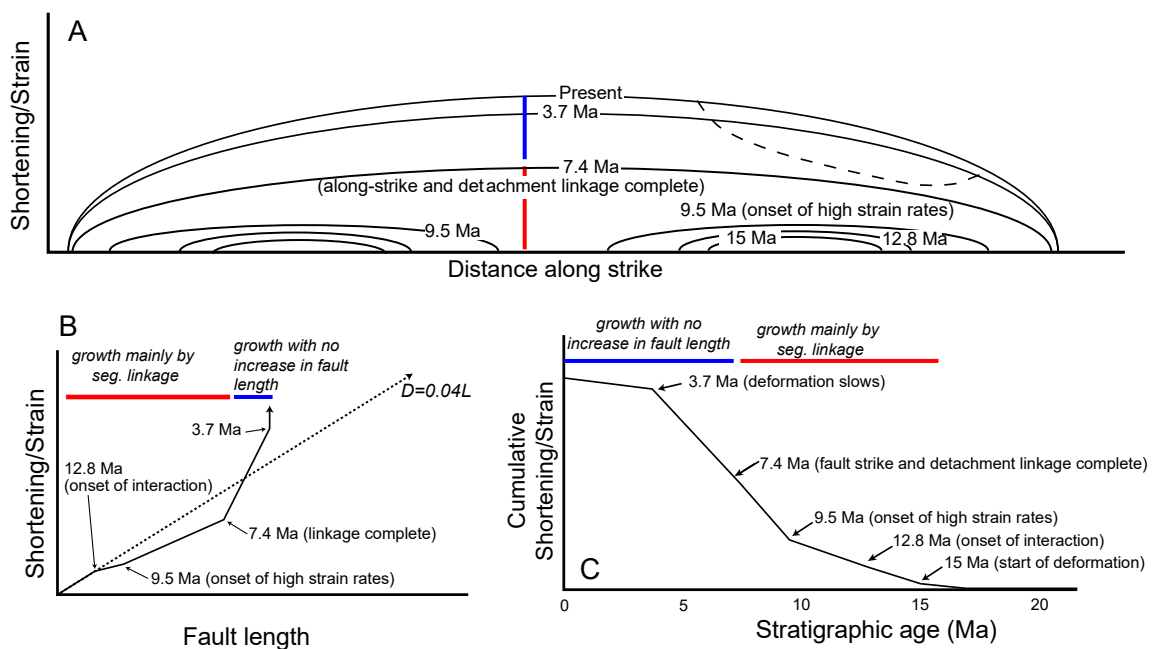 A
Shortening/Strain
Present
3.7 Ma
7.4 Ma
(along-strike and detachment linkage complete)
9.5 Ma (onset of high strain rates)
9.5 Ma
15 Ma
12.8 Ma
Distance along strike
B
growth mainly by
seg. linkage
growth with no
increase in fault
length
D=0.04L
3.7 Ma
12.8 Ma
(onset of interaction)
7.4 Ma (linkage complete)
9.5 Ma (onset of high strain rates)
Shortening/Strain
Fault length
growth with no
increase in fault length
growth mainly by
seg. linkage
3.7 Ma (deformation slows)
7.4 Ma (fault strike and detachment linkage complete)
9.5 Ma (onset of high strain rates)
12.8 Ma (onset of interaction)
15 Ma (start of deformation)
C
Cumulative
Shortening/Strain
0
5
10
15
20
Stratigraphic age (Ma)